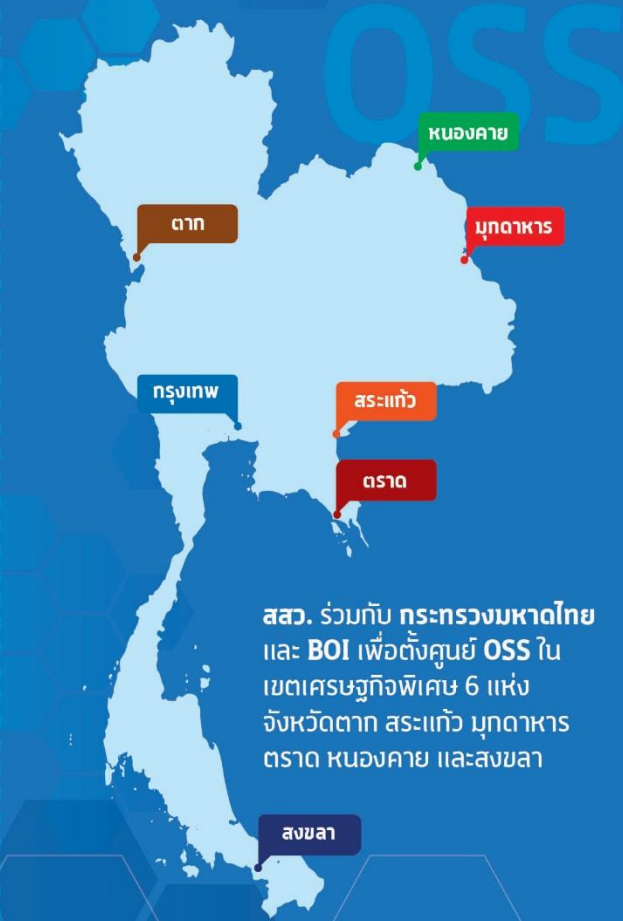 OSS
หนองคาย
ตาก
มุกดาหาร
กรุงเทพ
สระแก้ว
ตราด
สสว. ร่วมกับ กระทรวงมหาดไทย
และ BOI เพื่อตั้งศูนย์ OSS ใน
เขตเศรษฐกิจพิเศษ 6 แห่ง
จังหวัดตาก สระแก้ว มุกดาหาร
ตราด หนองคาย และสงขลา
สงขลา